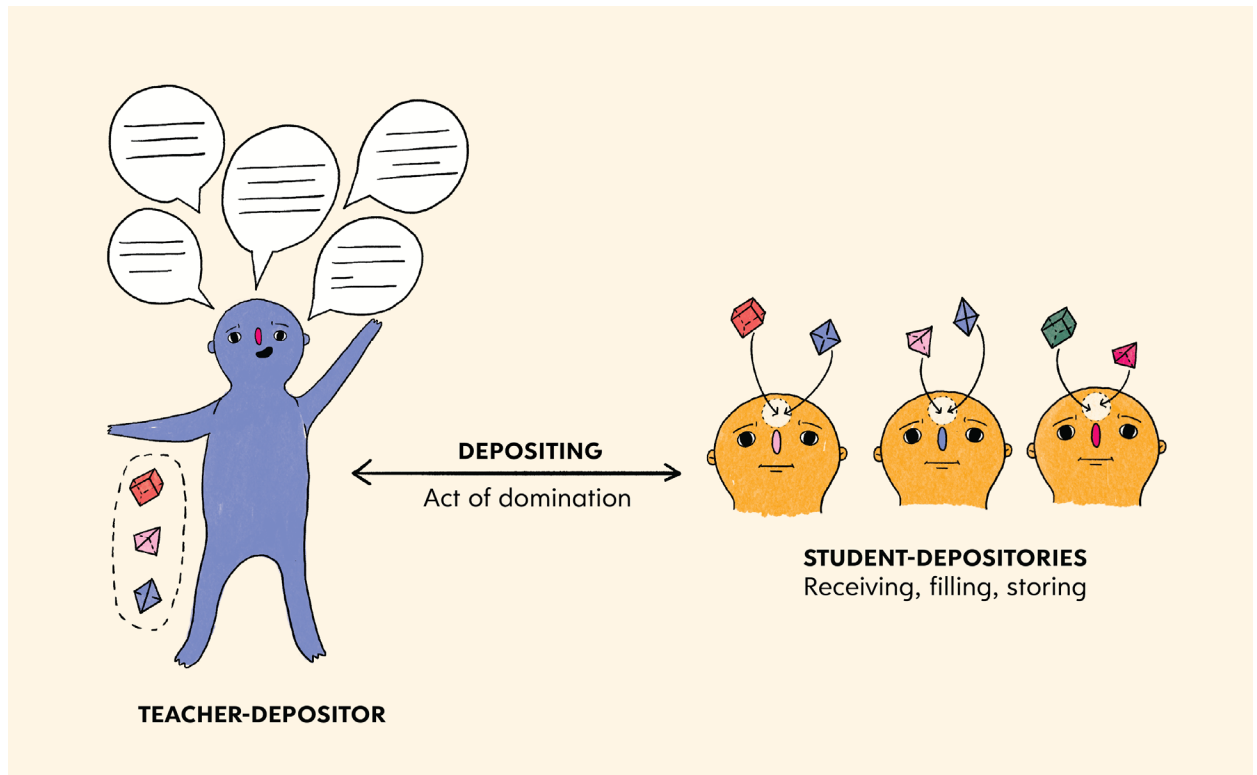 DEPOSITING
Act of domination
STUDENT-DEPOSITORIES
Receiving, filling, storing
TEACHER-DEPOSITOR